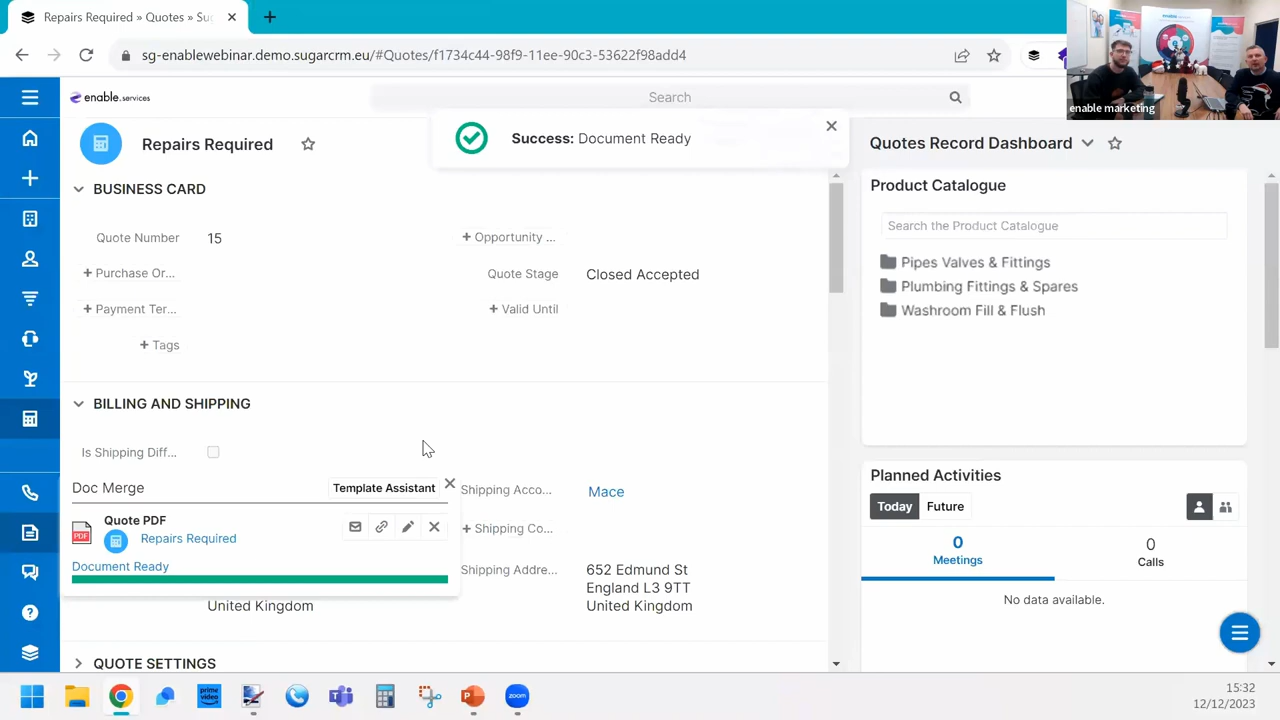 Repairs Required » Quotes » Su
sg-enablewebinar.demo.sugarcrm.eu/#Quotes/f173c44-98f9-11ee-90c3-53622f98add4
enable marketing
enable.services
Search
Repairs Required
Success: Document Ready
Quotes Record Dashboard
BUSINESS CARD
Quote Number 15
Opportunity ...
Purchase Or...
Quote Stage Closed Accepted
Payment Ter...
Valid Until
Tags
Product Catalogue
Search the Product Catalogue
Pipes Valves & Fittings
Plumbing Fittings & Spares
Washroom Fill & Flush
BILLING AND SHIPPING
Is Shipping Diff...
Doc Merge
Template Assistant
Quote PDF
PDF
Repairs Required
Document Ready
Shipping Acco... Mace
Shipping Co...
Shipping Addre... 652 Edmund St
England L3 9TT
United Kingdom
United Kingdom
QUOTE SETTINGS
Planned Activities
Today Future
0
Meetings
0
Calls
No data available.
prime video
zoom
15:32
12/12/2023